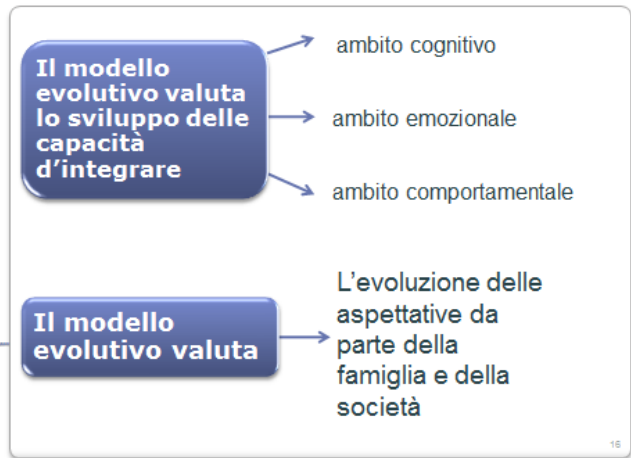 Il modello
evolutivo valuta
lo sviluppo delle
capacità
d'integrare
ambito cognitivo
ambito emozionale
ambito comportamentale
Il modello
evolutivo valuta
L'evoluzione delle
aspettative da
parte della
famiglia e della
società
16